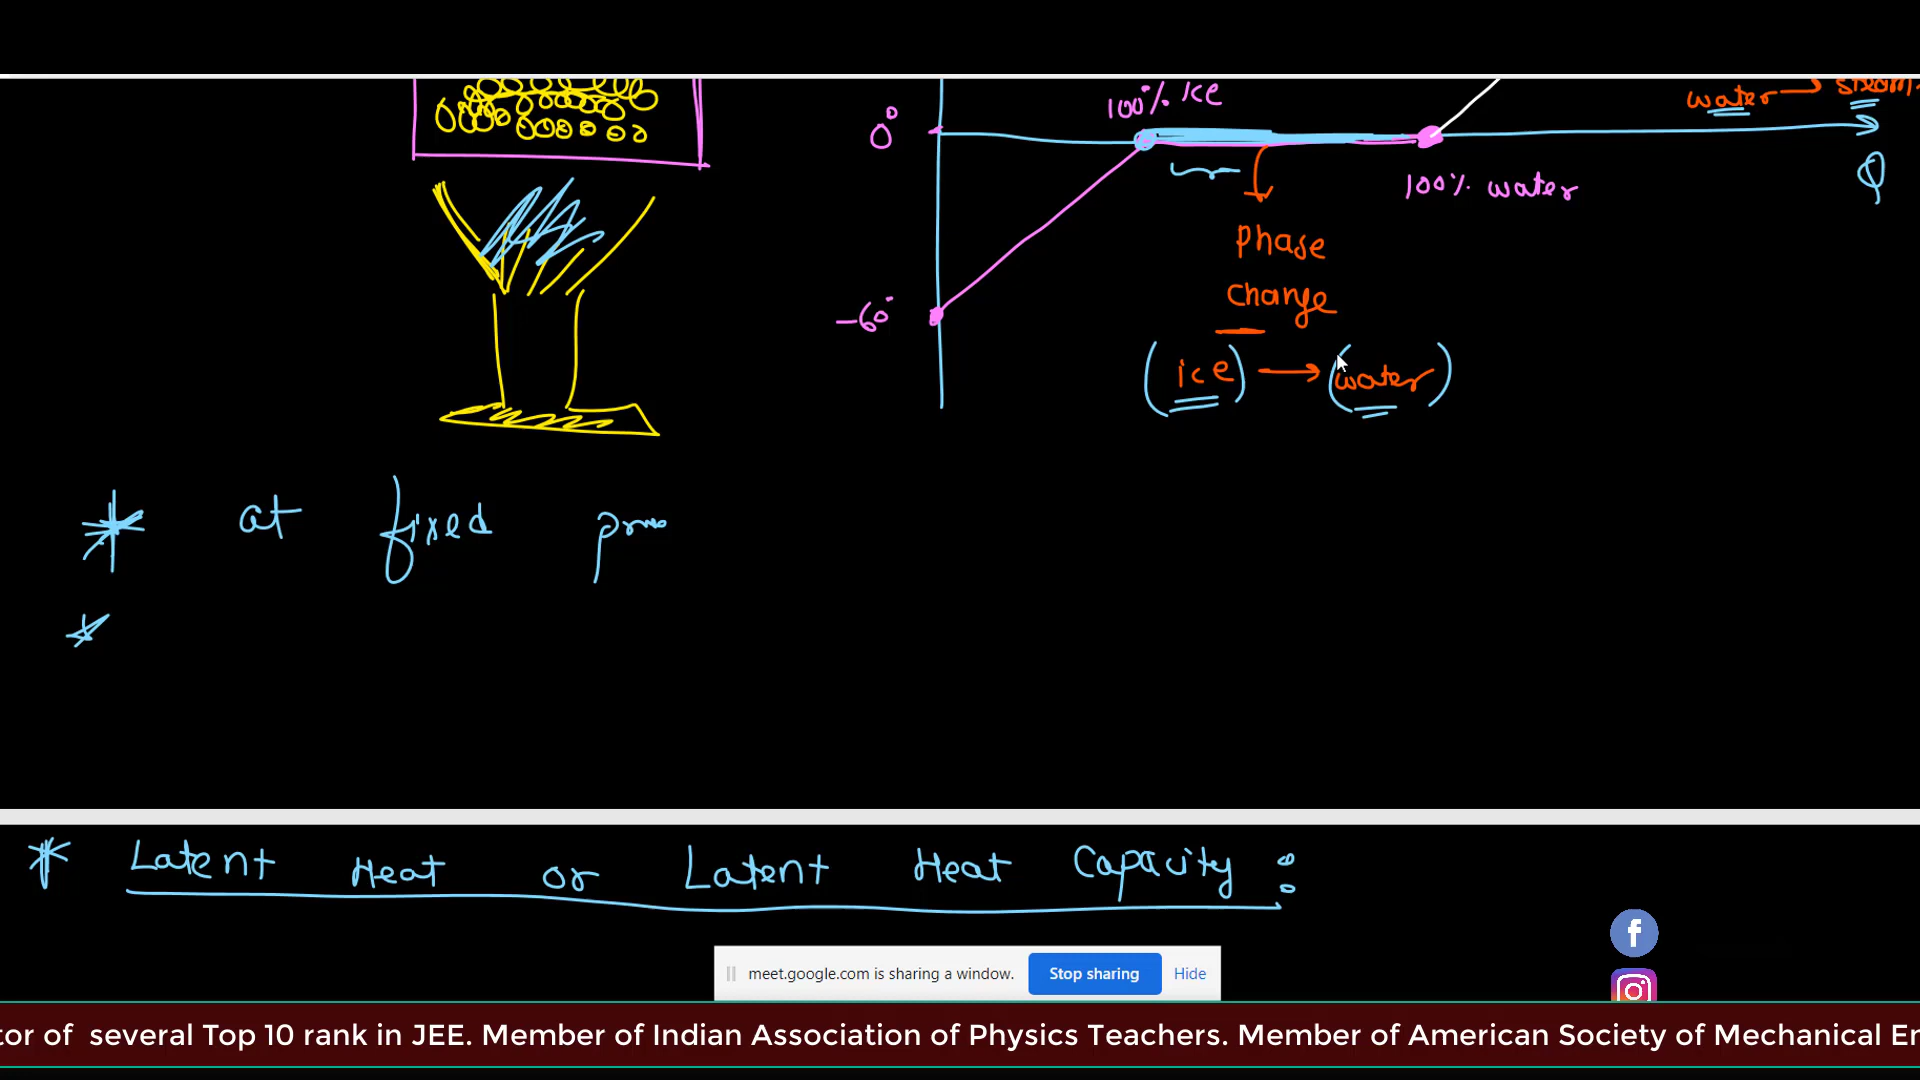 100% ice
water → steam
0°
Q
100% water
Phase
change
-60°
(ice) → (water)
* at fixed
*
* Latent Heat or Latent Heat Capacity :
meet.google.com is sharing a window. Stop sharing Hide
tor of several Top 10 rank in JEE. Member of Indian Association of Physics Teachers. Member of American Society of Mechanical En